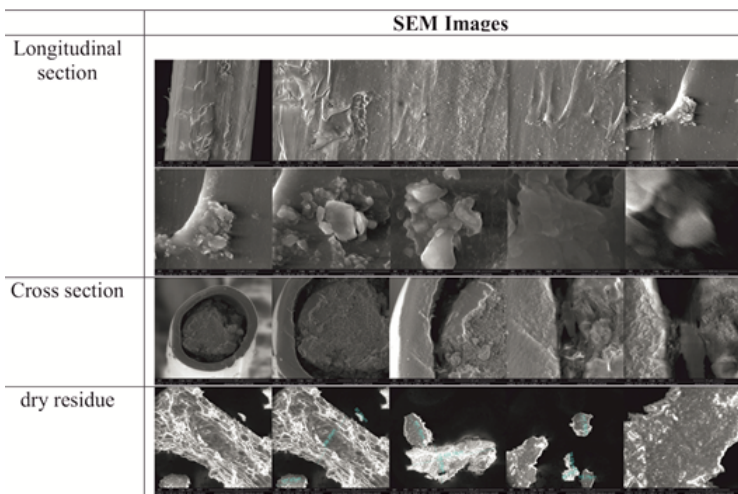 SEM Images
Longitudinal
section
Cross section
dry residue